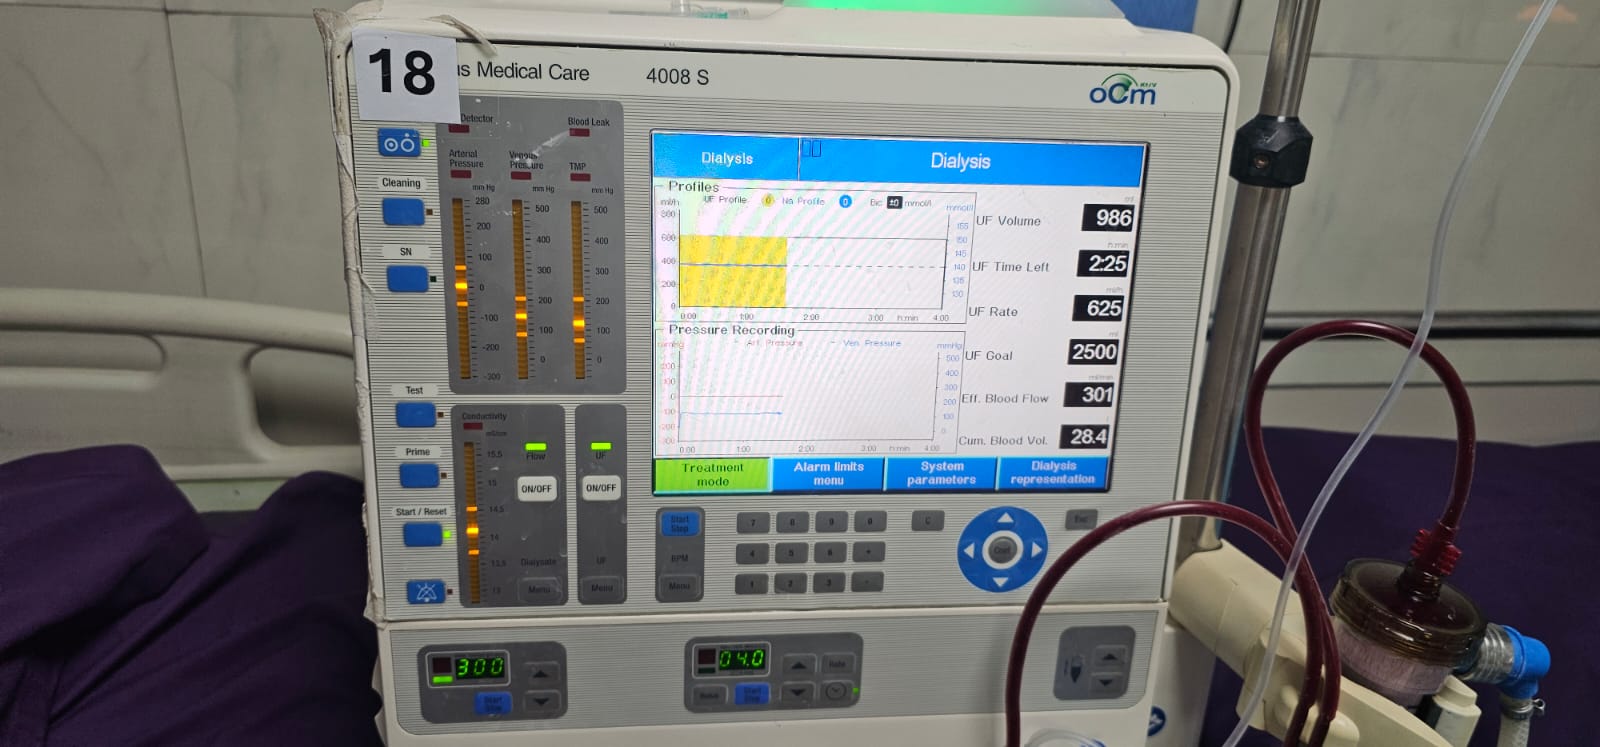 18
s Medical Care
4008 S
oCm
Detector
Blood Leak
Arterial
Pressure
Venous
Pressure
TMP
mm Hg
mm Hg
mm Hg
280
200
100
0
-100
-200
-300
500
400
300
200
100
0
500
400
300
200
100
0
Cleaning
SN
Test
Prime
Start / Reset
Conductivity
mS/cm
15,5
15
14,5
14
13,5
13
Flow
ON/OFF
Dialysate
Menu
UF
ON/OFF
UF
Menu
Dialysis
Dialysis
Profiles
ml/h
UF Profile 0 Na Profile 0 Bic ±0 mmol/l
mmol/l
800
600
400
200
0
155
150
145
140
135
130
0:00 1:00 2:00 3:00 h:min 4:00
Pressure Recording
mmHg
Art. Pressure
Ven. Pressure
mmHg
0
-100
-200
-300
500
400
300
200
100
0
0:00 1:00 2:00 3:00 h:min 4:00
ml
UF Volume 986
h:min
UF Time Left 2:25
ml/h
UF Rate 625
ml
UF Goal 2500
ml/min
Eff. Blood Flow 301
Cum. Blood Vol. 28.4
Treatment
mode
Alarm limits
menu
System
parameters
Dialysis
representation
Start
Stop
BPM
Menu
7 8 9 0 C
4 5 6 +
1 2 3 -
Conf
Esc
300
Start
Stop
04.0
Rate
Bolus
Start
Stop